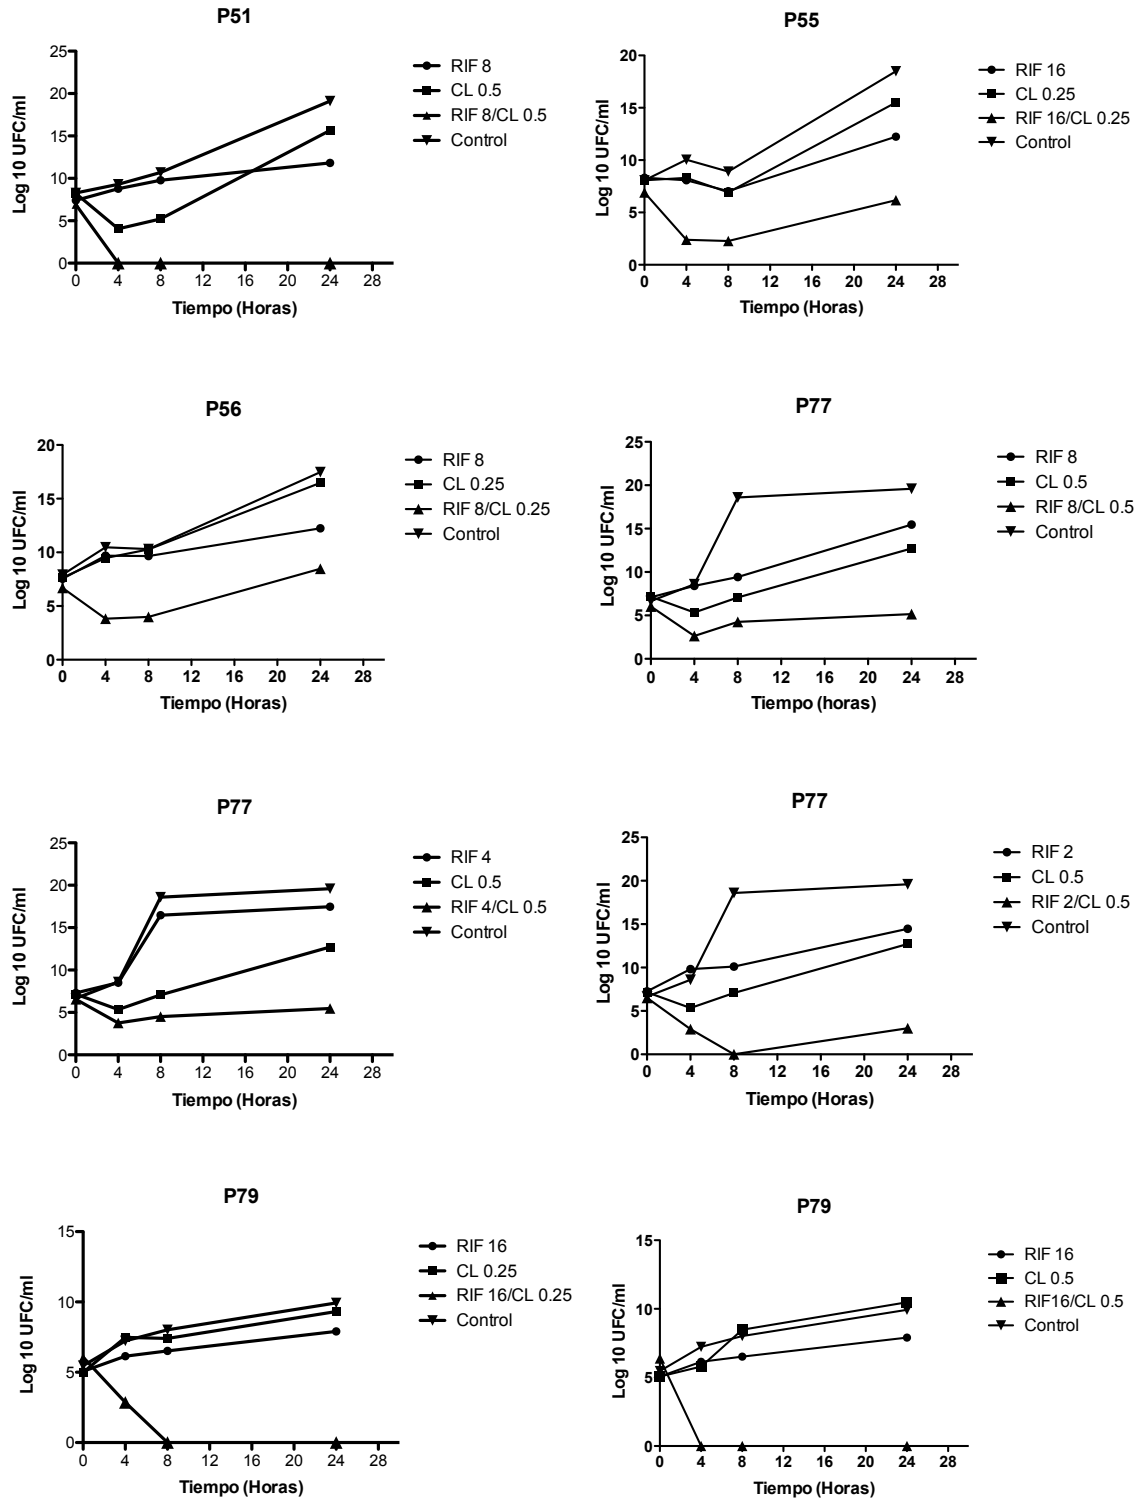 P51
25
20
15
10
5
0
Log 10 UFC/ml
0 4 8 12 16 20 24 28
Tiempo (Horas)
RIF 8
CL 0.5
RIF 8/CL 0.5
Control
P55
20
15
10
5
0
Log 10 UFC/ml
0 4 8 12 16 20 24 28
Tiempo (Horas)
RIF 16
CL 0.25
RIF 16/CL 0.25
Control
P56
20
15
10
5
0
Log 10 UFC/ml
0 4 8 12 16 20 24 28
Tiempo (Horas)
RIF 8
CL 0.25
RIF 8/CL 0.25
Control
P77
25
20
15
10
5
0
Log 10 UFC/ml
0 4 8 12 16 20 24 28
Tiempo (horas)
RIF 8
CL 0.5
RIF 8/CL 0.5
Control
P77
25
20
15
10
5
0
Log 10 UFC/ml
0 4 8 12 16 20 24 28
Tiempo (Horas)
RIF 4
CL 0.5
RIF 4/CL 0.5
Control
P77
25
20
15
10
5
0
Log 10 UFC/ml
0 4 8 12 16 20 24 28
Tiempo (Horas)
RIF 2
CL 0.5
RIF 2/CL 0.5
Control
P79
15
10
5
0
Log 10 UFC/ml
0 4 8 12 16 20 24 28
Tiempo (Horas)
RIF 16
CL 0.25
RIF 16/CL 0.25
Control
P79
15
10
5
0
Log 10 UFC/ml
0 4 8 12 16 20 24 28
Tiempo (Horas)
RIF 16
CL 0.5
RIF16/CL 0.5
Control